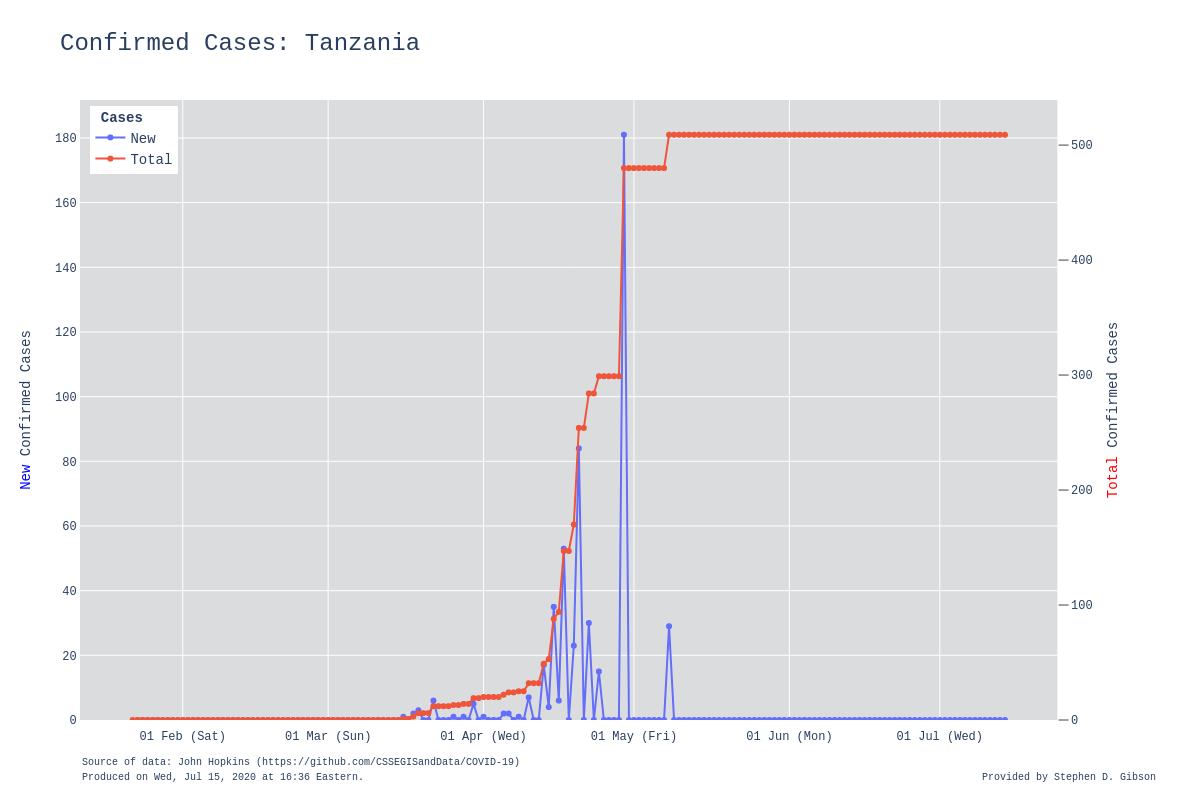 Confirmed Cases: Tanzania
Cases
New
Total
180
160
140
120
100
80
60
40
20
0
500
400
300
200
100
0
New Confirmed Cases
Total Confirmed Cases
01 Feb (Sat)
01 Mar (Sun)
01 Apr (Wed)
01 May (Fri)
01 Jun (Mon)
01 Jul (Wed)
Source of data: John Hopkins (https://github.com/CSSEGISandData/COVID-19)
Produced on Wed, Jul 15, 2020 at 16:36 Eastern.
Provided by Stephen D. Gibson